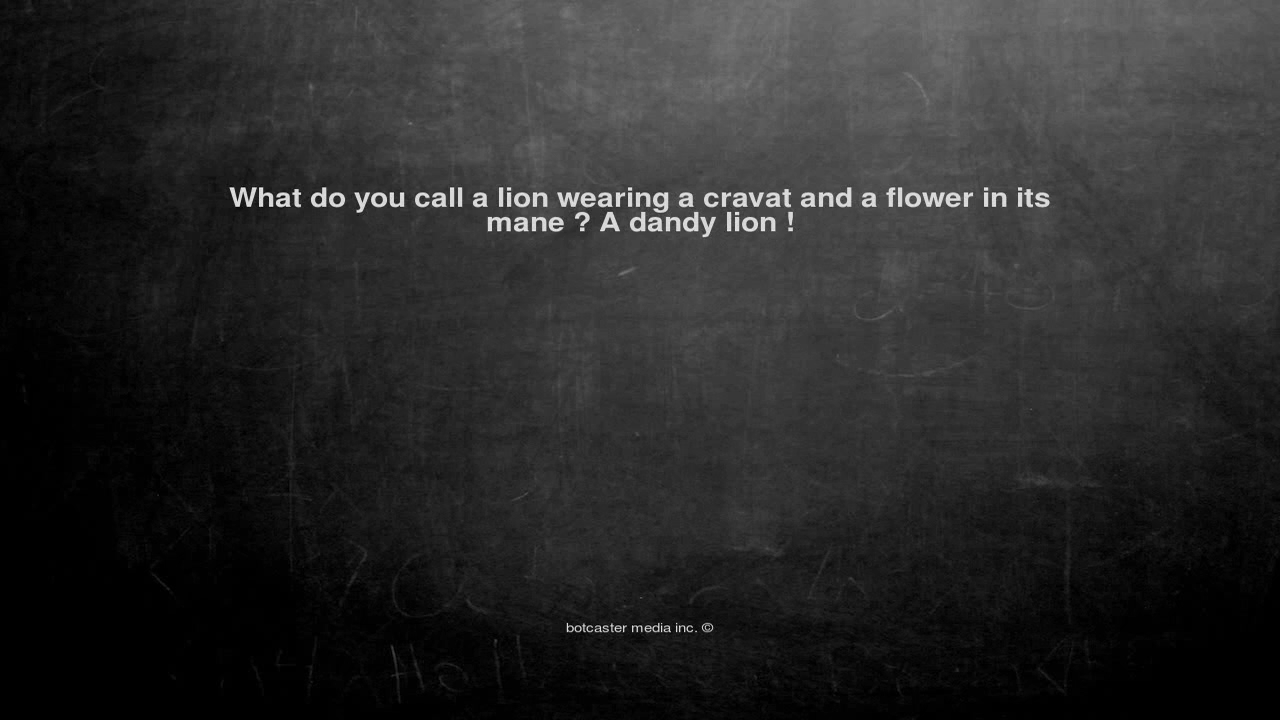 What do you call a lion wearing a cravat and a flower in its
mane ? A dandy lion !
botcaster media inc. ©